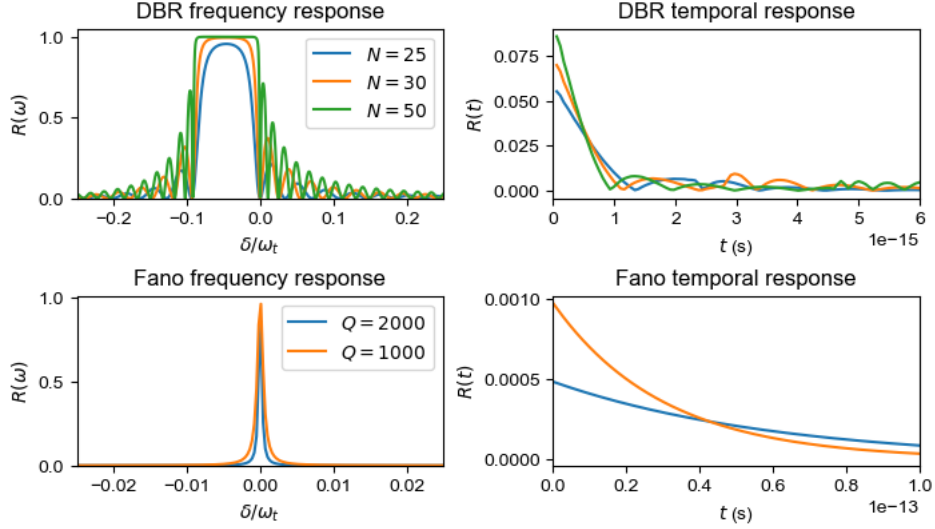 DBR frequency response
R(ω)
1.0
0.5
0.0
N = 25
N = 30
N = 50
−0.2
−0.1
0.0
0.1
0.2
δ/ωt
DBR temporal response
R(t)
0.075
0.050
0.025
0.000
0
1
2
3
4
5
6
1e-15
t (s)
Fano frequency response
R(ω)
1.0
0.5
0.0
Q = 2000
Q = 1000
−0.02
−0.01
0.00
0.01
0.02
δ/ωt
Fano temporal response
R(t)
0.0010
0.0005
0.0000
0.0
0.2
0.4
0.6
0.8
1.0
1e-13
t (s)